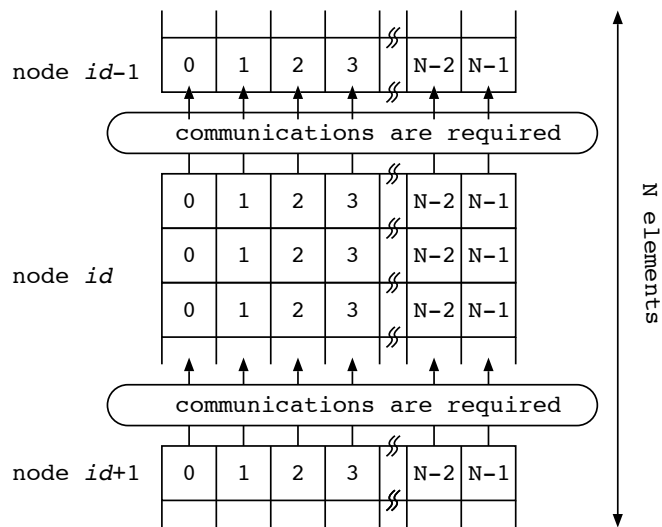 node id-1 0 1 2 3 N-2 N-1
communications are required
0 1 2 3 N-2 N-1
node id 0 1 2 3 N-2 N-1
0 1 2 3 N-2 N-1
communications are required
node id+1 0 1 2 3 N-2 N-1
N elements